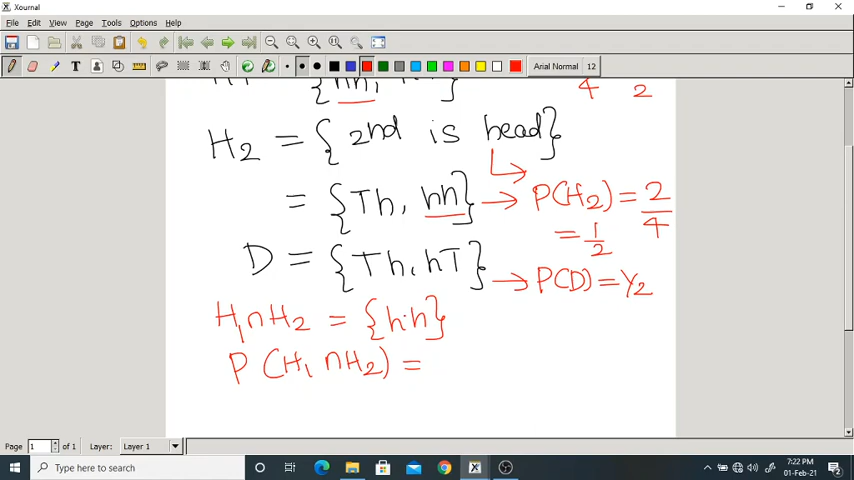 Xournal
File Edit View Page Tools Options Help
Arial Normal 12
{hh,
4 2
H2 = {2nd is head}
= {Th, hh} → P(H2) = 2/4
= 1/2
D = {Th, hT} → P(D) = 1/2
H1∩H2 = {h·h}
P (H1 ∩H2) =
Page 1 of 1 Layer: Layer 1
Type here to search
7:22 PM
01-Feb-21